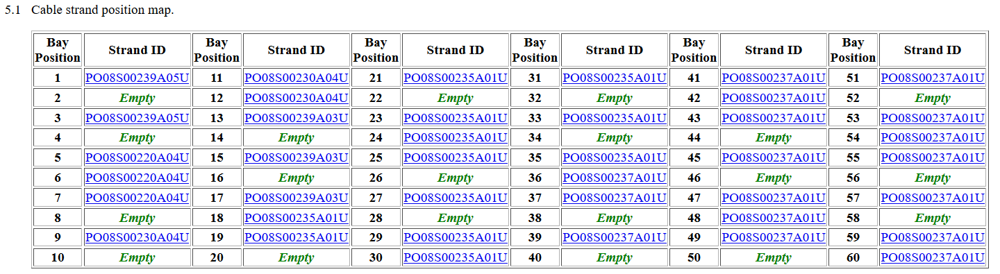 5.1 Cable strand position map.
Bay Position Strand ID Bay Position Strand ID Bay Position Strand ID Bay Position Strand ID Bay Position Strand ID Bay Position Strand ID
1 PO08S00239A05U 11 PO08S00230A04U 21 PO08S00235A01U 31 PO08S00235A01U 41 PO08S00237A01U 51 PO08S00237A01U
2 Empty 12 PO08S00230A04U 22 Empty 32 Empty 42 PO08S00237A01U 52 Empty
3 PO08S00239A05U 13 PO08S00239A03U 23 PO08S00235A01U 33 PO08S00235A01U 43 PO08S00237A01U 53 PO08S00237A01U
4 Empty 14 Empty 24 PO08S00235A01U 34 Empty 44 Empty 54 PO08S00237A01U
5 PO08S00220A04U 15 PO08S00239A03U 25 PO08S00235A01U 35 PO08S00235A01U 45 PO08S00237A01U 55 PO08S00237A01U
6 PO08S00220A04U 16 Empty 26 Empty 36 PO08S00237A01U 46 Empty 56 Empty
7 PO08S00220A04U 17 PO08S00239A03U 27 PO08S00235A01U 37 PO08S00237A01U 47 PO08S00237A01U 57 PO08S00237A01U
8 Empty 18 PO08S00235A01U 28 Empty 38 Empty 48 PO08S00237A01U 58 Empty
9 PO08S00230A04U 19 PO08S00235A01U 29 PO08S00235A01U 39 PO08S00237A01U 49 PO08S00237A01U 59 PO08S00237A01U
10 Empty 20 Empty 30 PO08S00235A01U 40 Empty 50 Empty 60 PO08S00237A01U